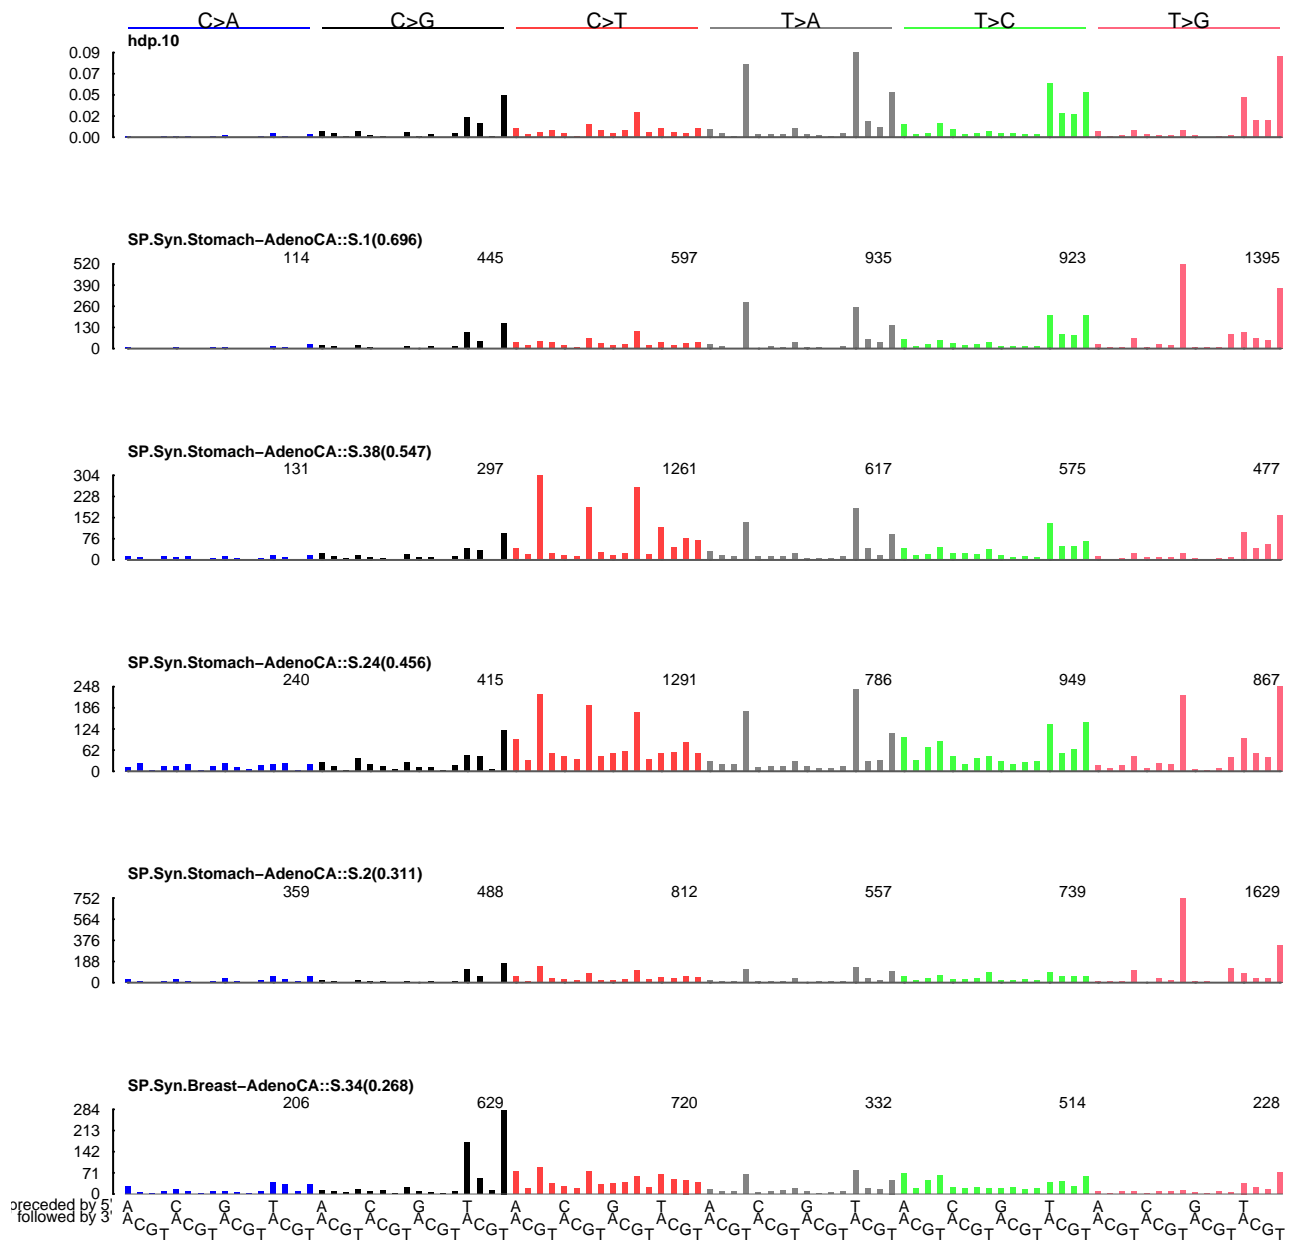 C>A C>G C>T T>A T>C T>G
hdp.10
0.09
0.07
0.05
0.02
0.00
SP.Syn.Stomach–AdenoCA::S.1(0.696)
114 445 597 935 923 1395
520
390
260
130
0
SP.Syn.Stomach–AdenoCA::S.38(0.547)
131 297 1261 617 575 477
304
228
152
76
0
SP.Syn.Stomach–AdenoCA::S.24(0.456)
240 415 1291 786 949 867
248
186
124
62
0
SP.Syn.Stomach–AdenoCA::S.2(0.311)
359 488 812 557 739 1629
752
564
376
188
0
SP.Syn.Breast–AdenoCA::S.34(0.268)
206 629 720 332 514 228
284
213
142
71
0
preceded by 5' A C G T A C G T A C G T A C G T A C G T A C G T
followed by 3' A C G T A C G T A C G T A C G T A C G T A C G T A C G T A C G T A C G T A C G T A C G T A C G T A C G T A C G T A C G T A C G T A C G T A C G T A C G T A C G T A C G T A C G T A C G T A C G T